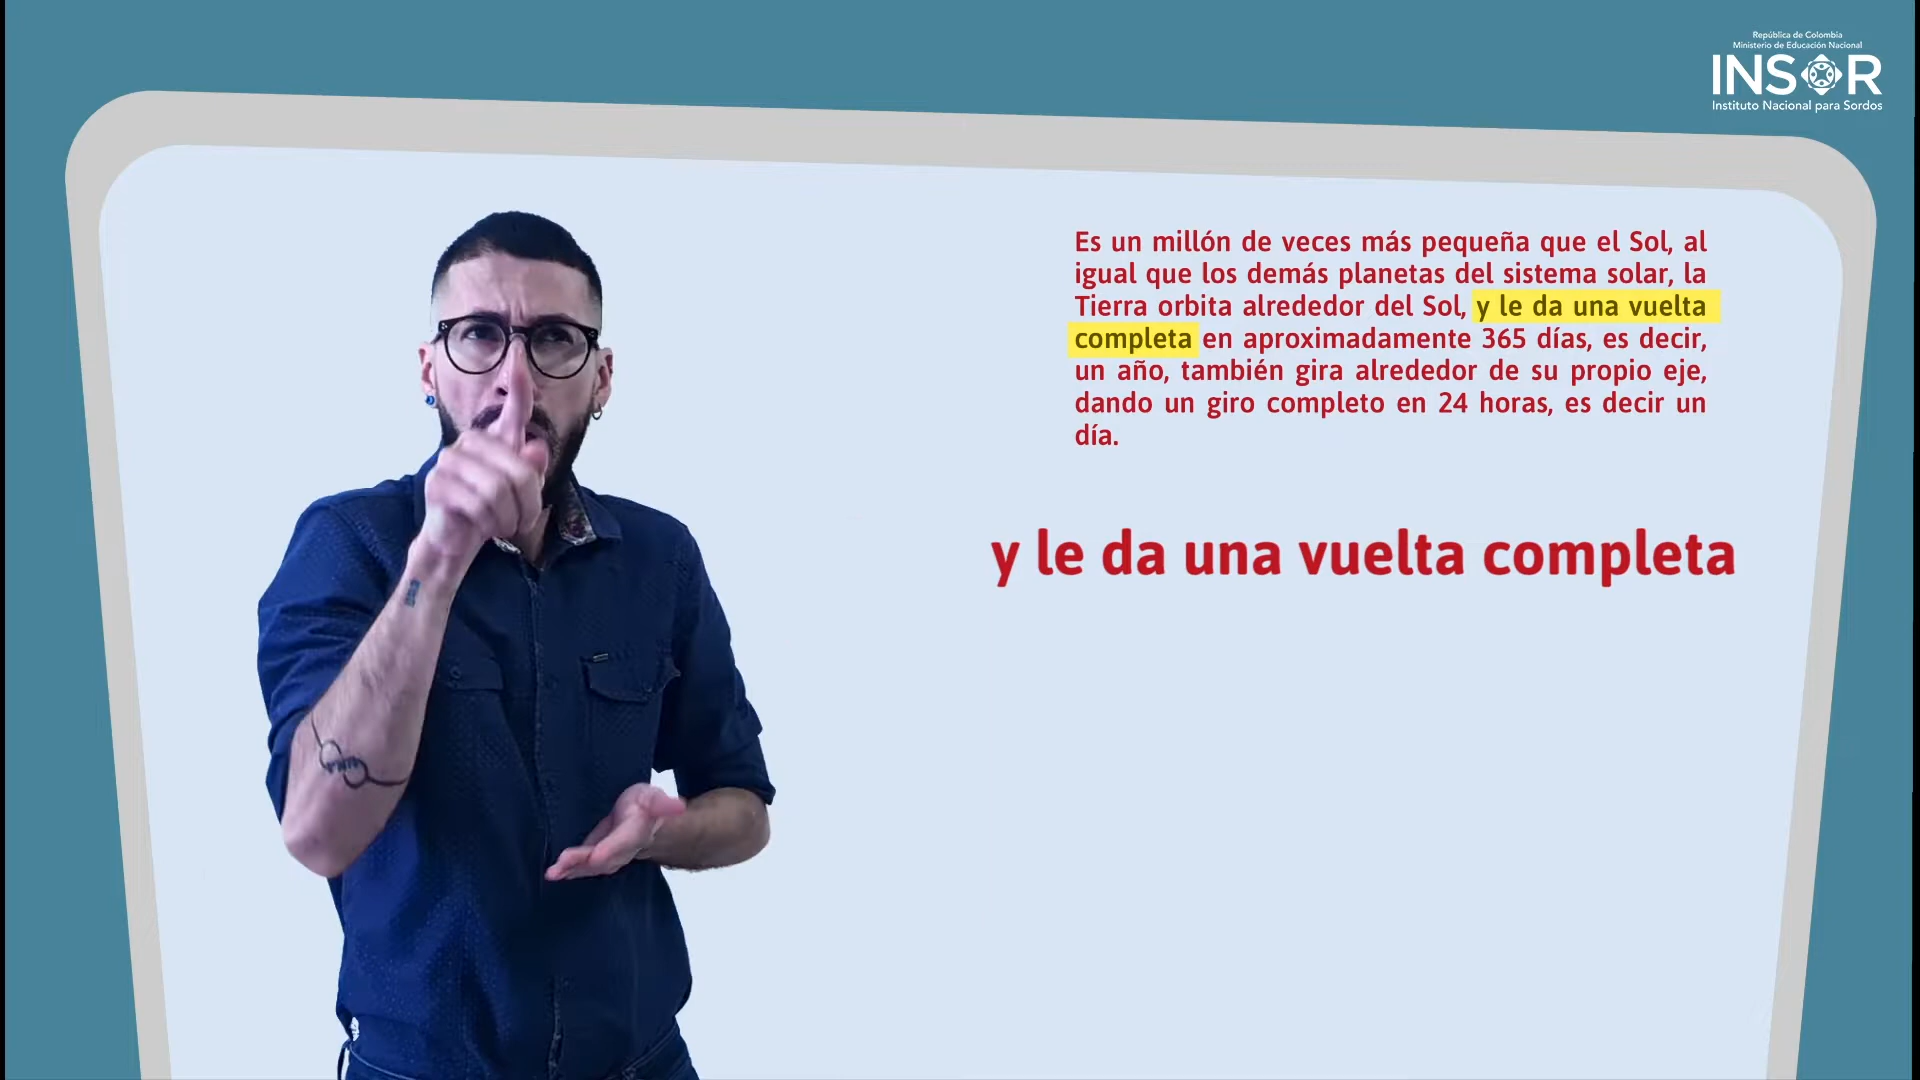 República de Colombia
Ministerio de Educación Nacional
INSOR
Instituto Nacional para Sordos
Es un millón de veces más pequeña que el Sol, al
igual que los demás planetas del sistema solar, la
Tierra orbita alrededor del Sol, y le da una vuelta
completa en aproximadamente 365 días, es decir,
un año, también gira alrededor de su propio eje,
dando un giro completo en 24 horas, es decir un
día.
y le da una vuelta completa